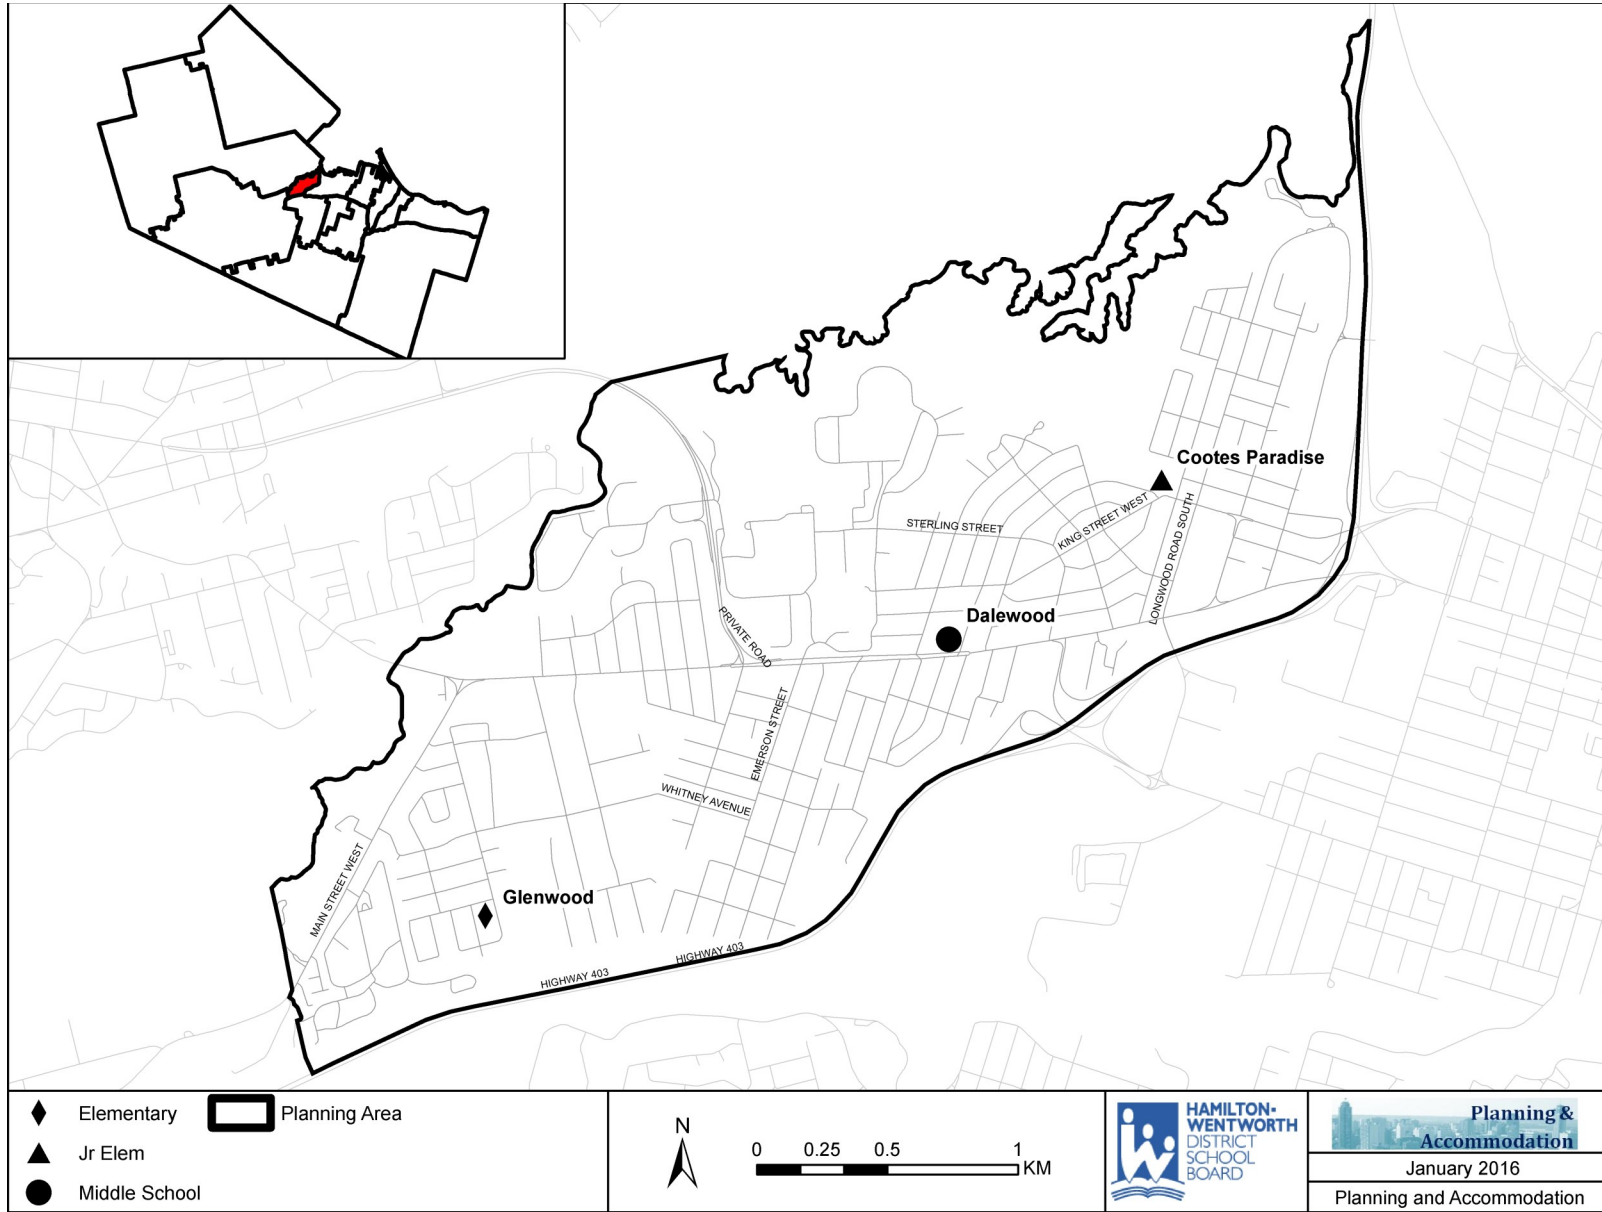 Cootes Paradise
STERLING STREET
KING STREET WEST
LONGWOOD ROAD SOUTH
Dalewood
PRIVATE ROAD
EMERSON STREET
WHITNEY AVENUE
MAIN STREET WEST
Glenwood
HIGHWAY 403
HIGHWAY 403
Elementary
Planning Area
Jr Elem
Middle School
N
0 0.25 0.5 1
KM
HAMILTON-
WENTWORTH
DISTRICT
SCHOOL
BOARD
Planning &
Accommodation
January 2016
Planning and Accommodation